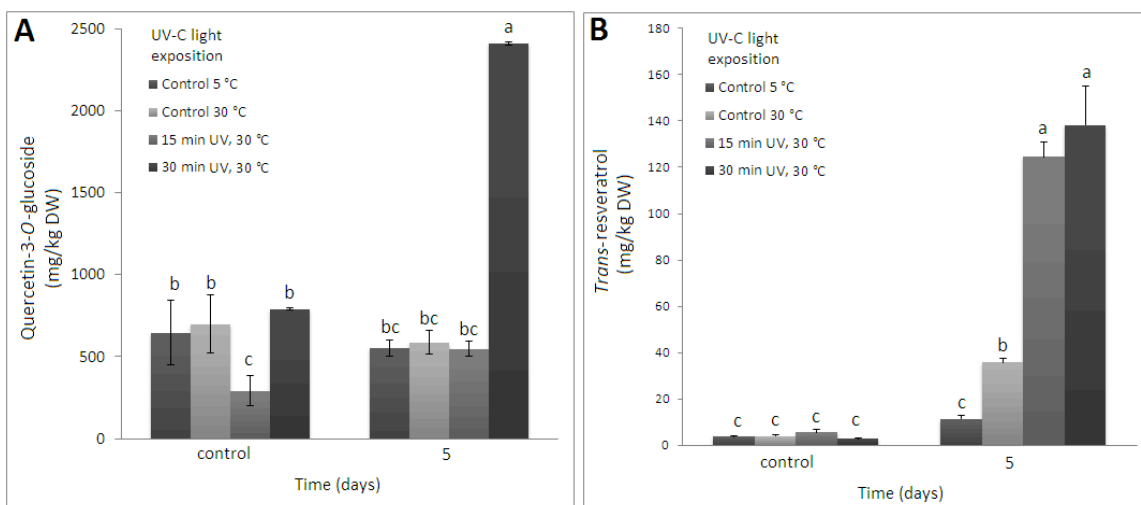 A
UV-C light
exposition
Control 5 °C
Control 30 °C
15 min UV, 30 °C
30 min UV, 30 °C
Quercetin-3-O-glucoside
(mg/kg DW)
2500
2000
1500
1000
500
0
b
b
c
b
bc
bc
bc
a
control
5
Time (days)
B
UV-C light
exposition
Control 5 °C
Control 30 °C
15 min UV, 30 °C
30 min UV, 30 °C
Trans-resveratrol
(mg/kg DW)
180
160
140
120
100
80
60
40
20
0
c
c
c
c
c
b
a
a
control
5
Time (days)